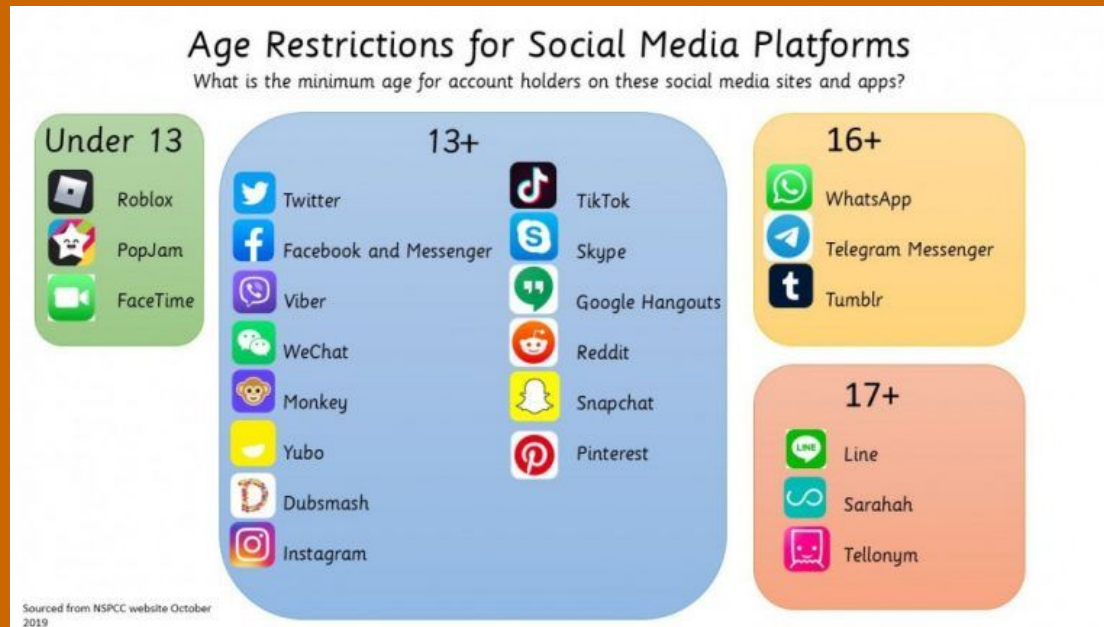 Age Restrictions for Social Media Platforms
What is the minimum age for account holders on these social media sites and apps?
Under 13
Roblox
PopJam
FaceTime
13+
Twitter
Facebook and Messenger
Viber
WeChat
Monkey
Yubo
Dubsmash
Instagram
TikTok
Skype
Google Hangouts
Reddit
Snapchat
Pinterest
16+
WhatsApp
Telegram Messenger
Tumblr
17+
LINE
Line
Sarahah
Tellonym
Sourced from NSPCC website October
2019